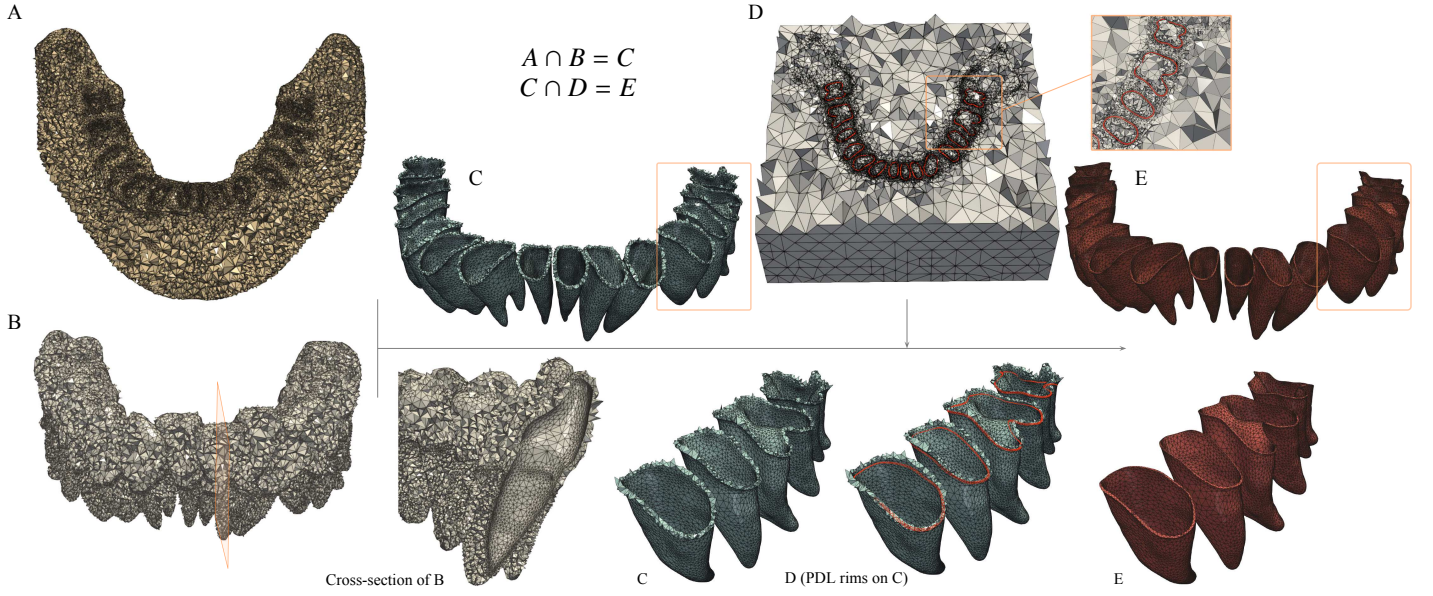 A
A ∩ B = C
C ∩ D = E
D
C
E
B
Cross-section of B
C
D (PDL rims on C)
E